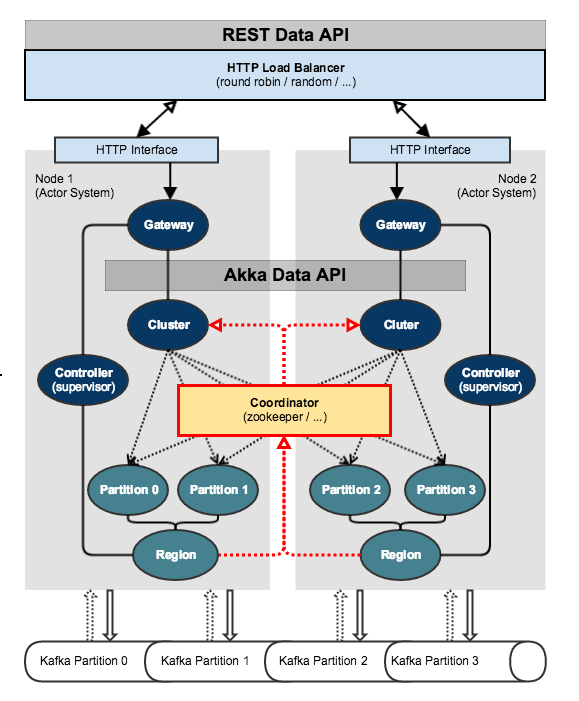 REST Data API
HTTP Load Balancer
(round robin / random / ...)
HTTP Interface
HTTP Interface
Node 1
(Actor System)
Node 2
(Actor System)
Gateway
Gateway
Akka Data API
Cluster
Cluter
Controller
(supervisor)
Controller
(supervisor)
Coordinator
(zookeeper / ...)
Partition 0
Partition 1
Partition 2
Partition 3
Region
Region
Kafka Partition 0
Kafka Partition 1
Kafka Partition 2
Kafka Partition 3